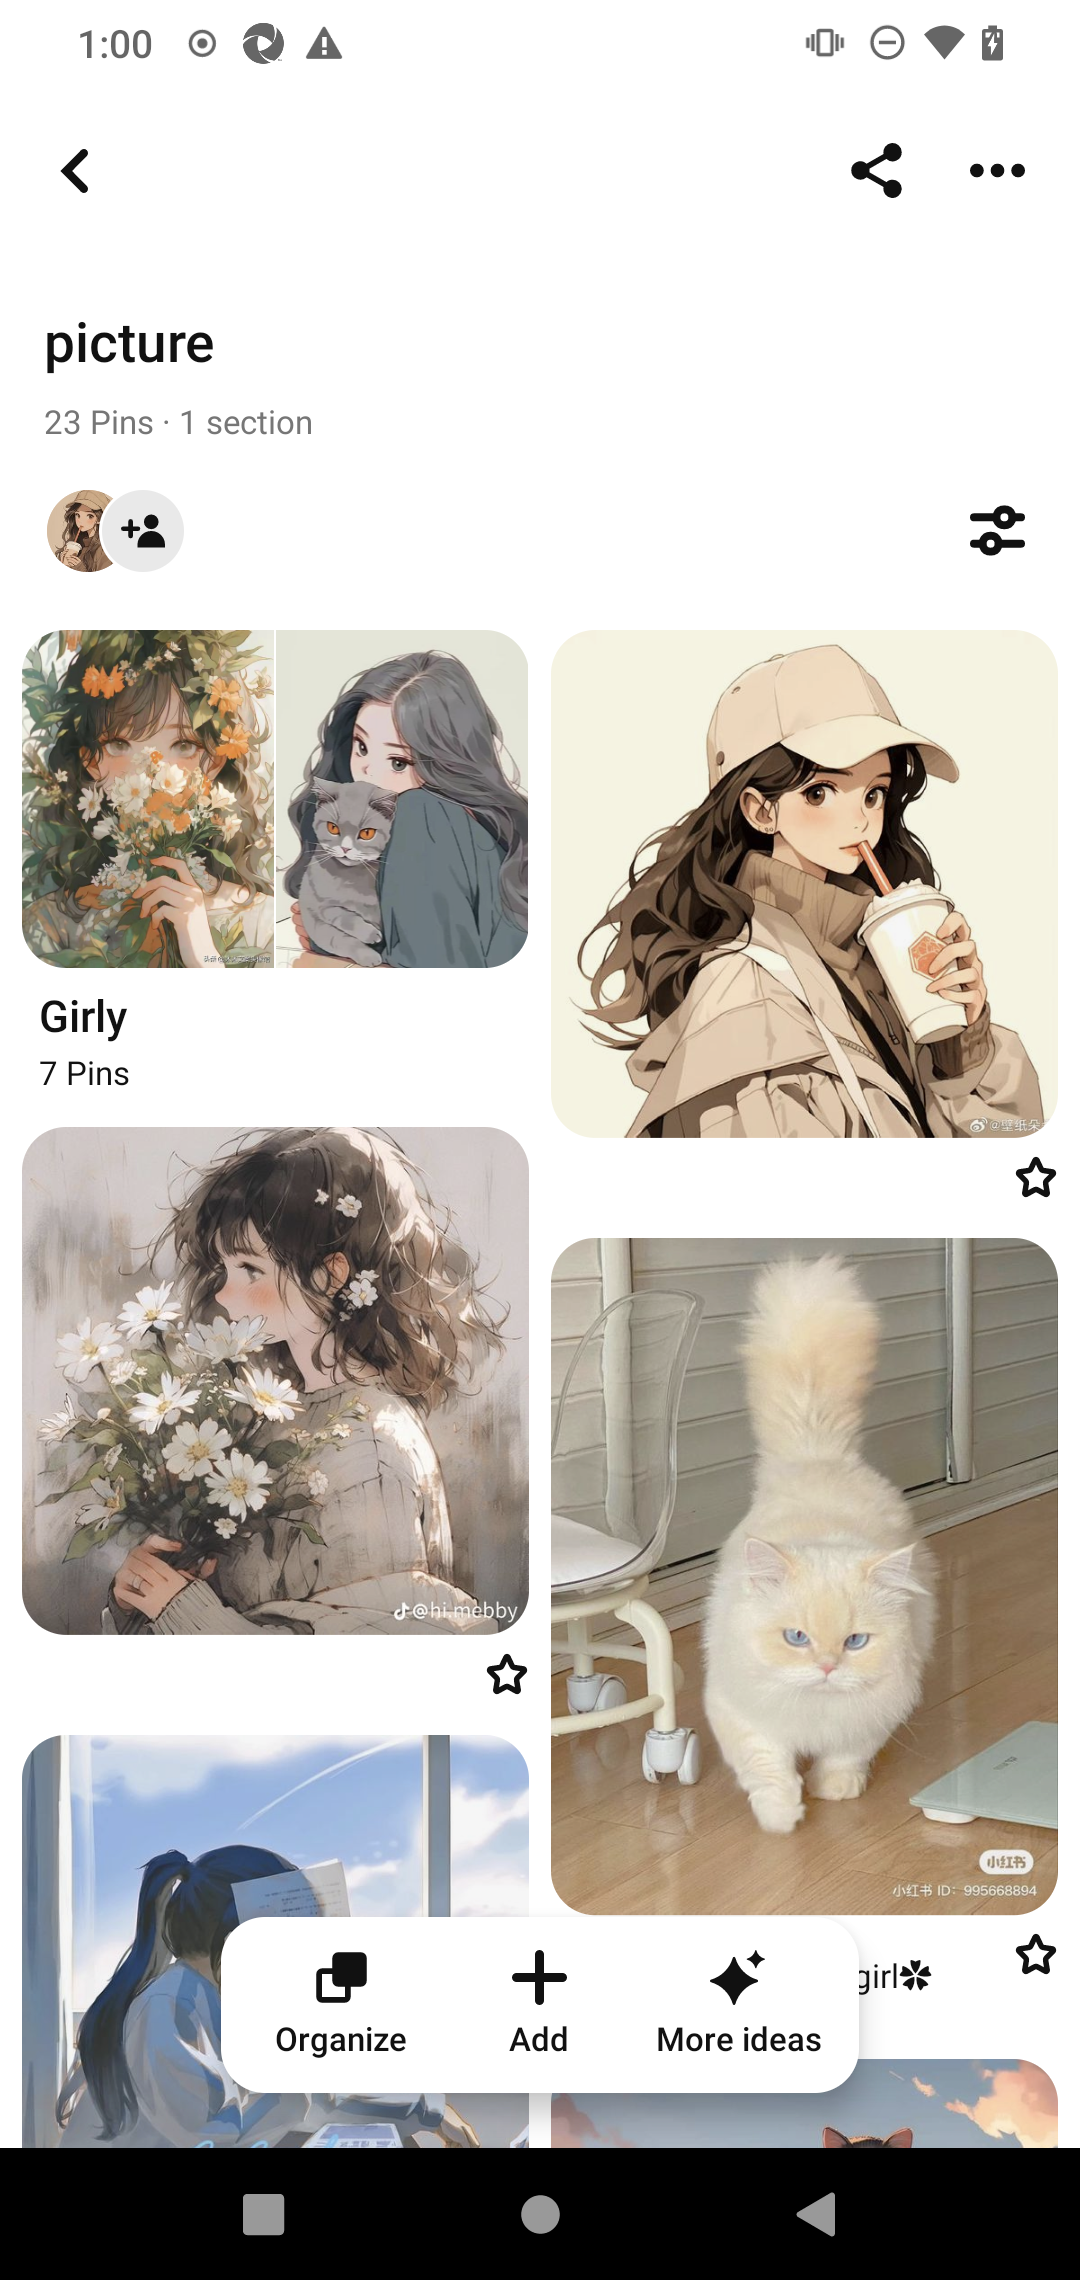 1:00
picture
23 Pins · 1 section
Girly
7 Pins
@hi.mebby
小红书
小红书 ID: 995668894
girl✽
Organize
Add
More ideas